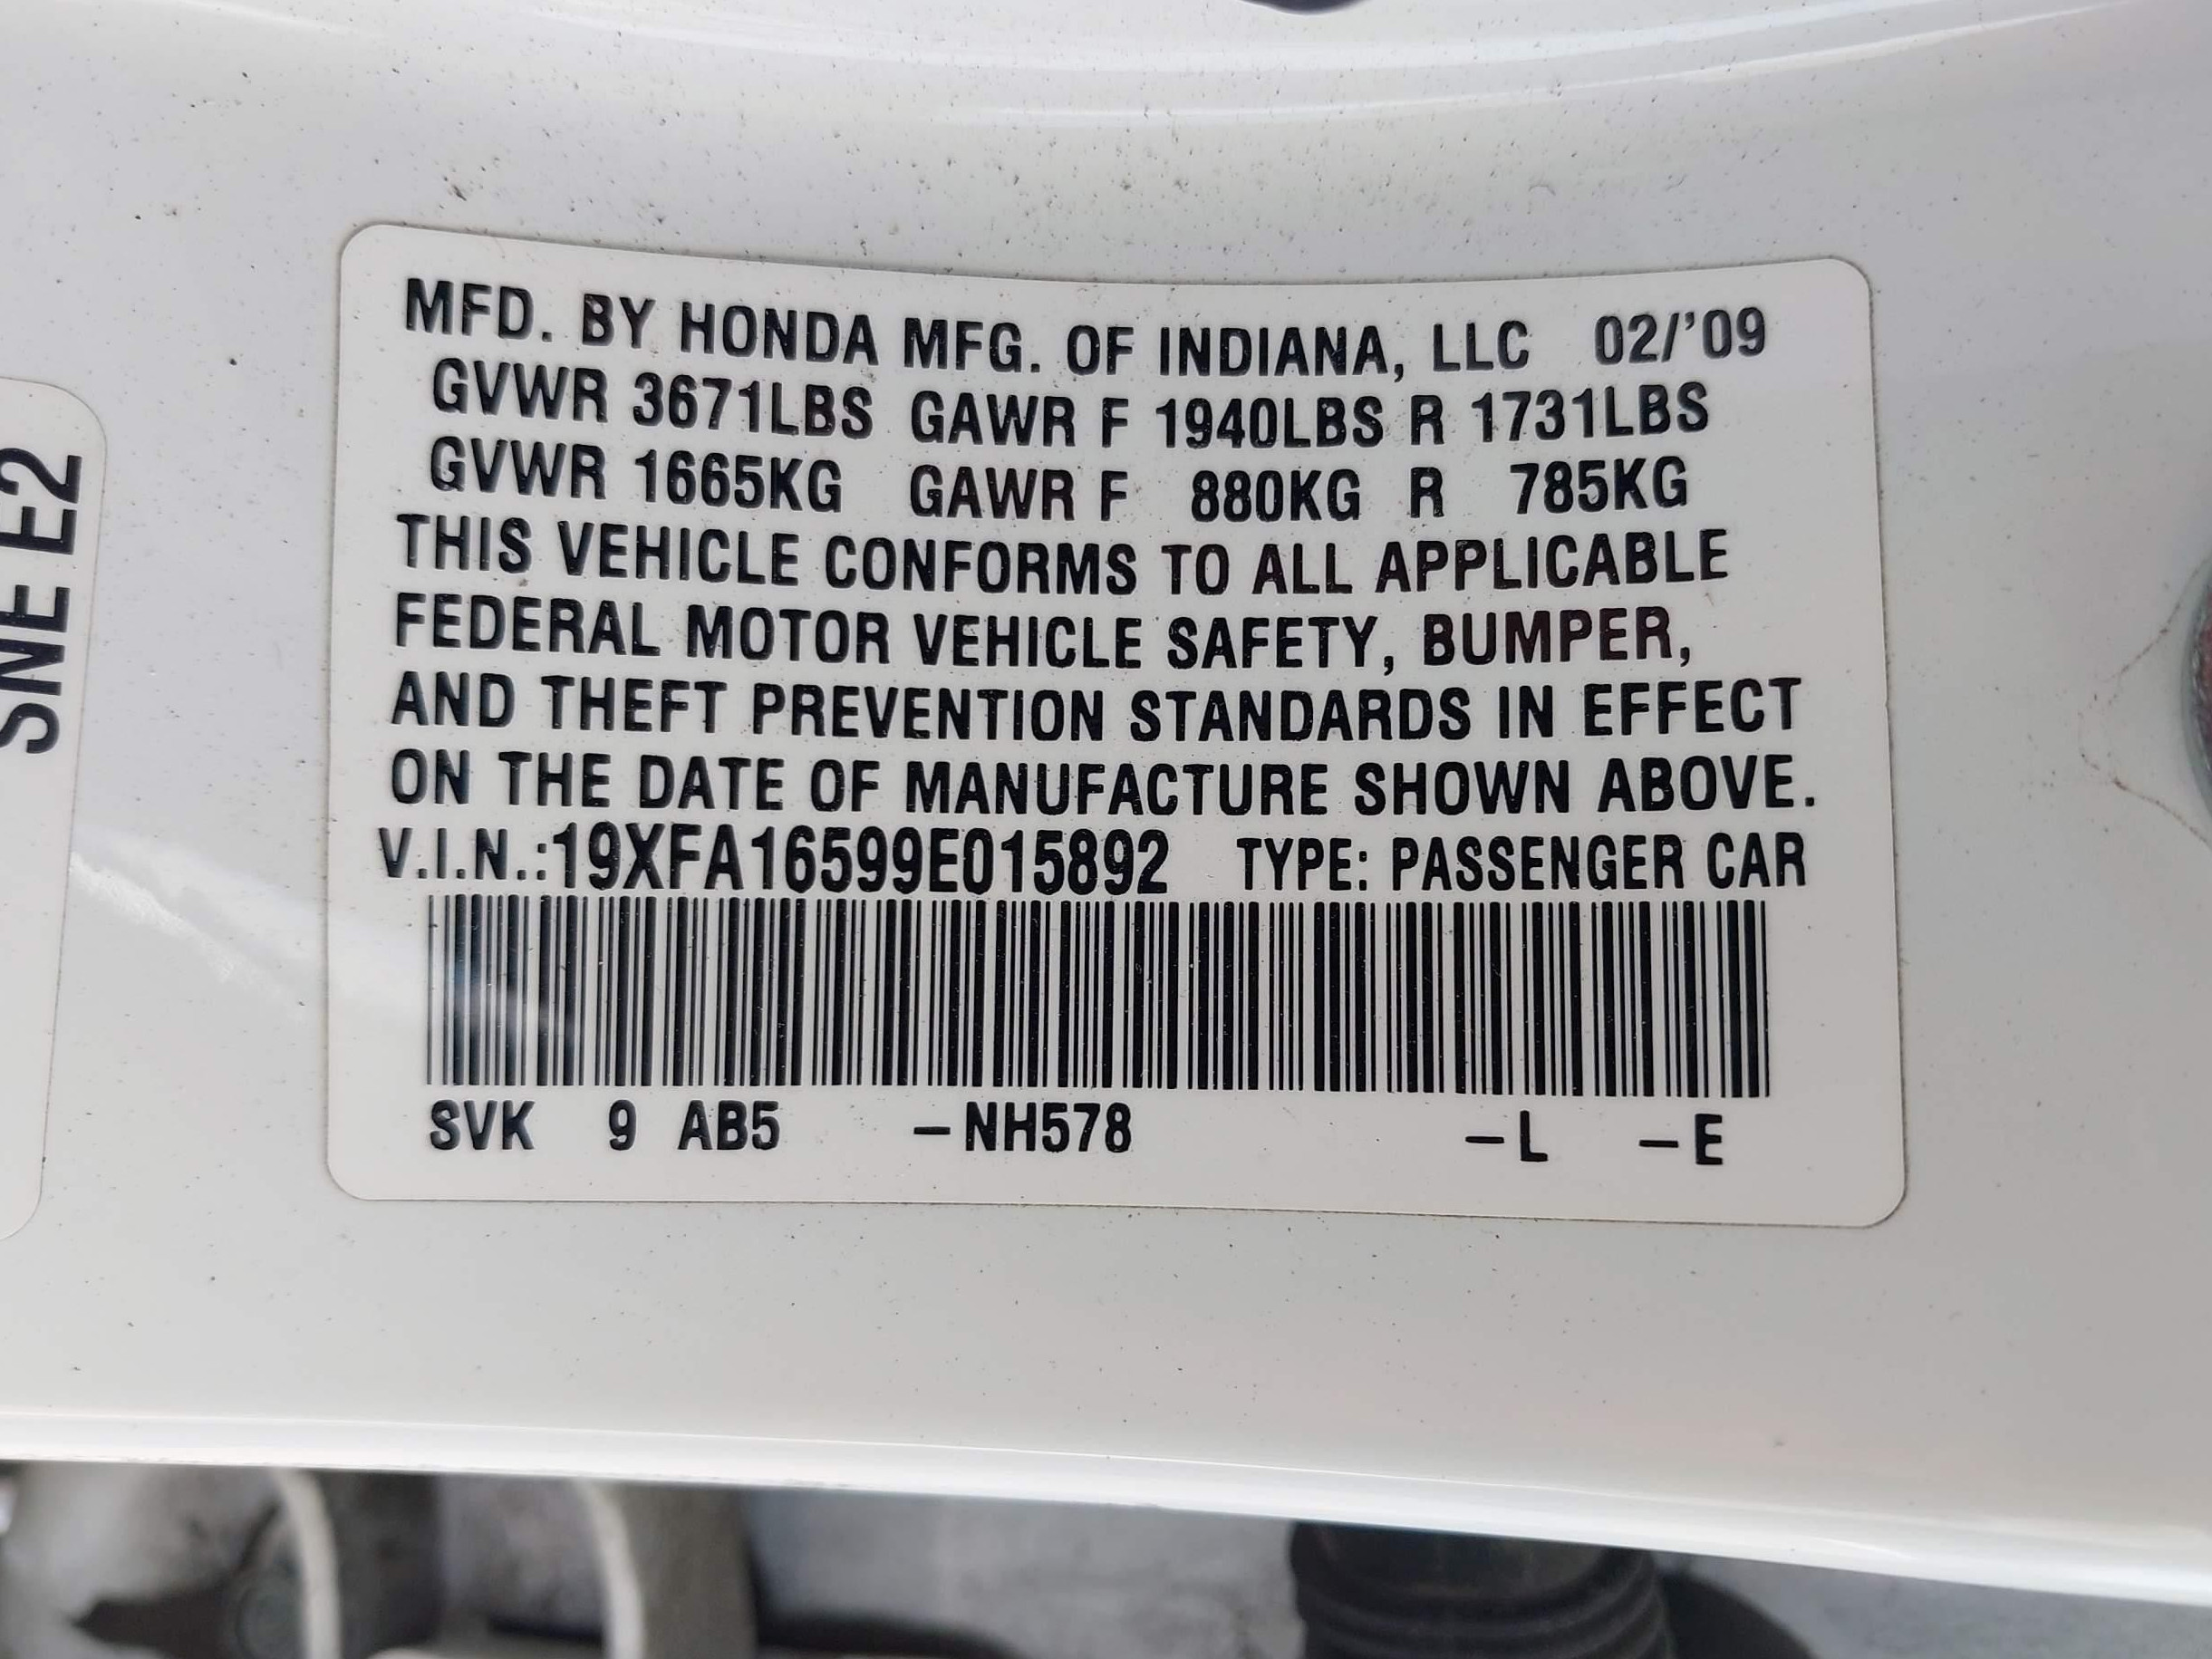 MFD. BY HONDA MFG. OF INDIANA, LLC 02/'09
GVWR 3671LBS GAWR F 1940LBS R 1731LBS
GVWR 1665KG GAWR F 880KG R 785KG
THIS VEHICLE CONFORMS TO ALL APPLICABLE
FEDERAL MOTOR VEHICLE SAFETY, BUMPER,
AND THEFT PREVENTION STANDARDS IN EFFECT
ON THE DATE OF MANUFACTURE SHOWN ABOVE.
V.I.N.:19XFA16599E015892 TYPE: PASSENGER CAR
SVK 9 AB5 –NH578 –L –E
SNE E2